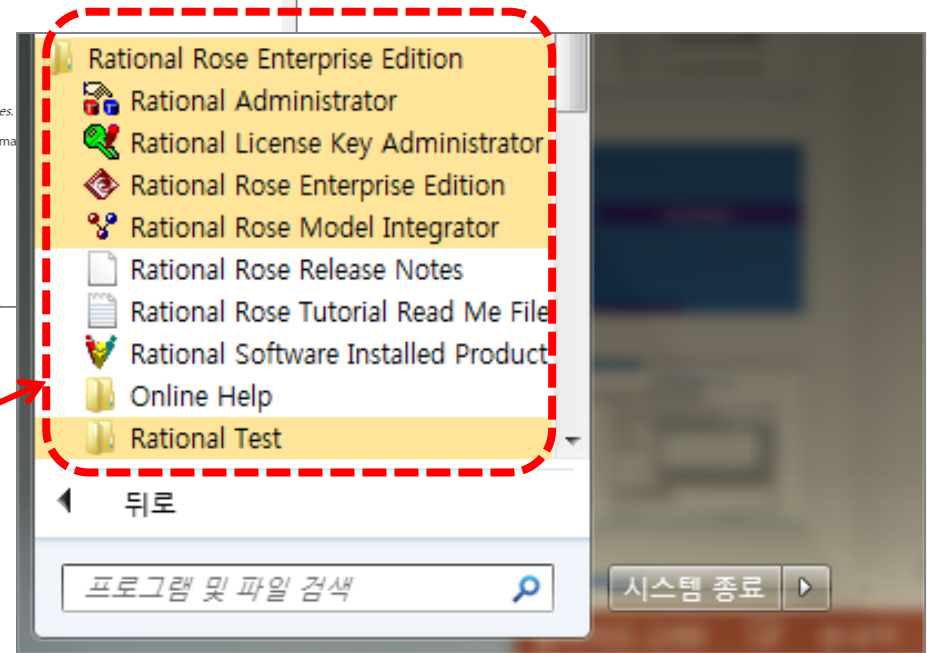 es.
ma
Rational Rose Enterprise Edition
Rational Administrator
Rational License Key Administrator
Rational Rose Enterprise Edition
Rational Rose Model Integrator
Rational Rose Release Notes
Rational Rose Tutorial Read Me File
Rational Software Installed Product
Online Help
Rational Test
뒤로
프로그램 및 파일 검색
시스템 종료